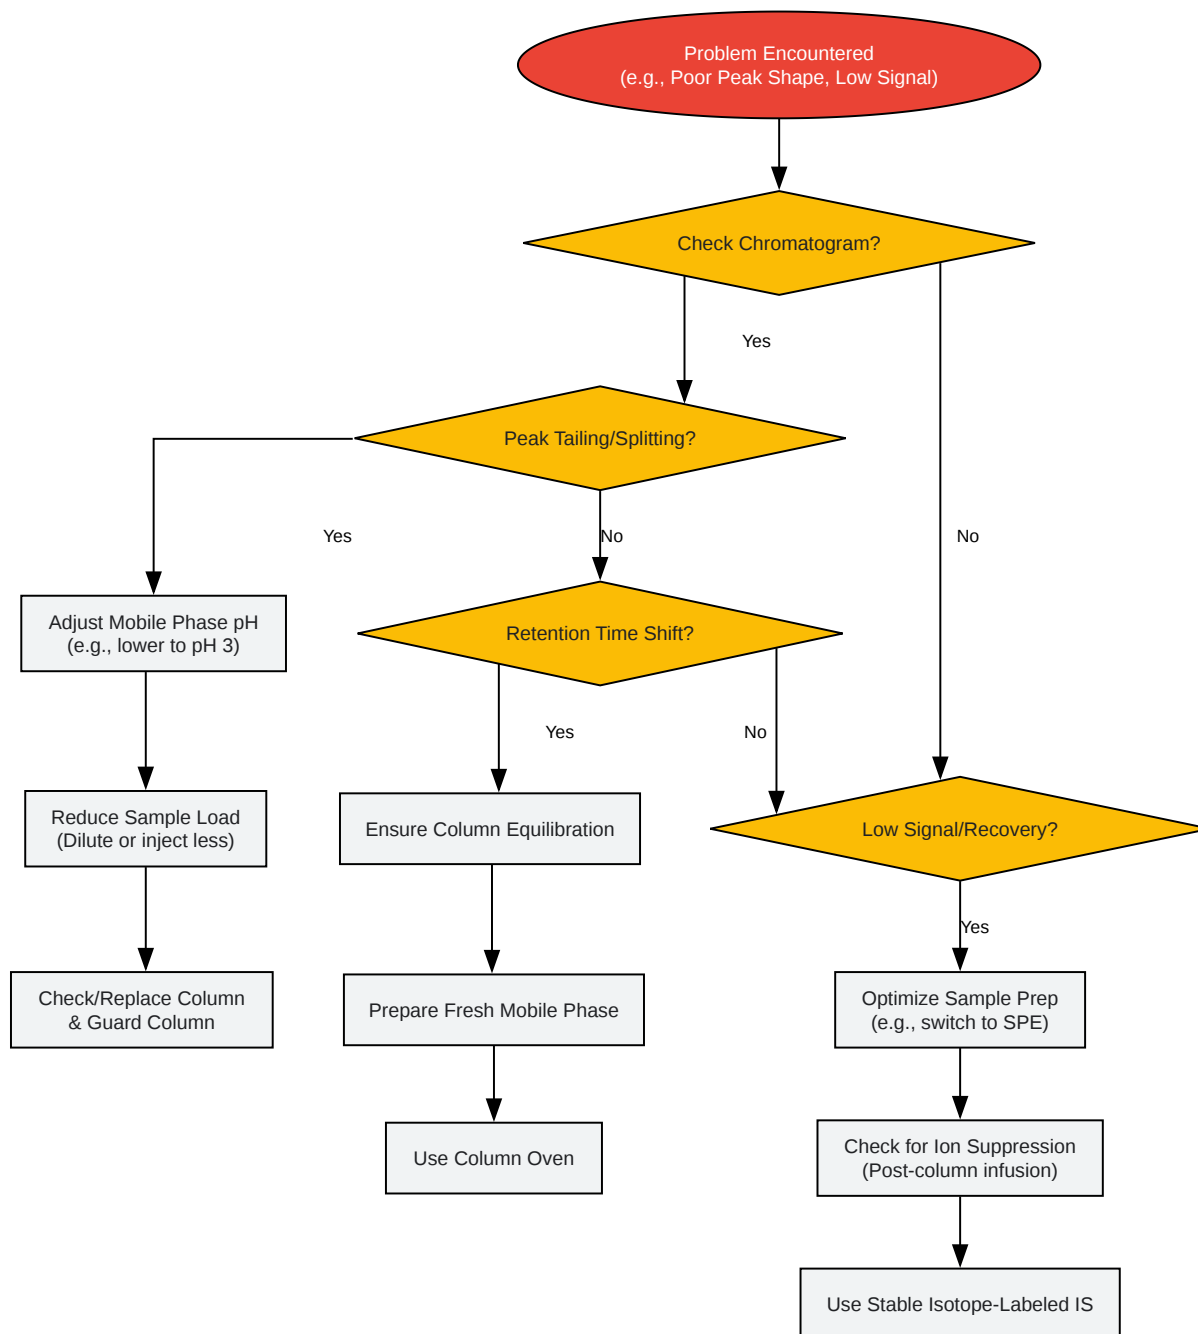 Problem Encountered
(e.g., Poor Peak Shape, Low Signal)
Check Chromatogram?
Yes
Peak Tailing/Splitting?
Yes
No
No
Adjust Mobile Phase pH
(e.g., lower to pH 3)
Retention Time Shift?
Yes
No
Reduce Sample Load
(Dilute or inject less)
Ensure Column Equilibration
Low Signal/Recovery?
Yes
Check/Replace Column
& Guard Column
Prepare Fresh Mobile Phase
Optimize Sample Prep
(e.g., switch to SPE)
Use Column Oven
Check for Ion Suppression
(Post-column infusion)
Use Stable Isotope-Labeled IS